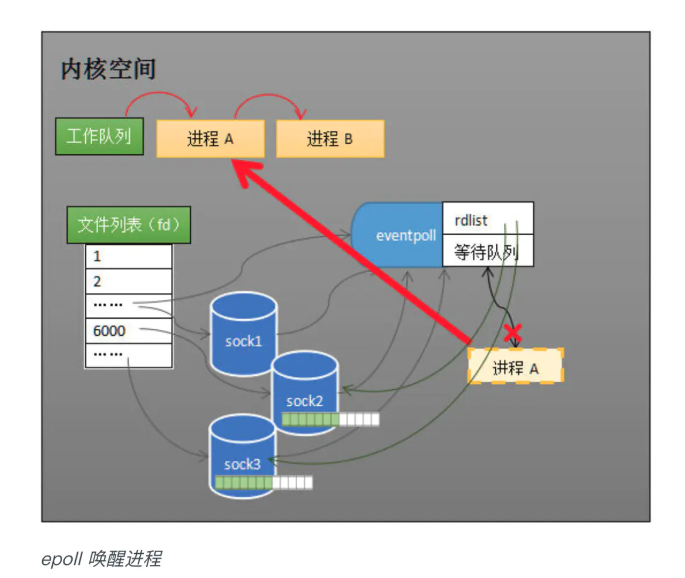 内核空间
工作队列
进程 A
进程 B
文件列表（fd）
1
2
……
6000
……
eventpoll
rdlist
等待队列
sock1
sock2
sock3
进程 A
epoll 唤醒进程